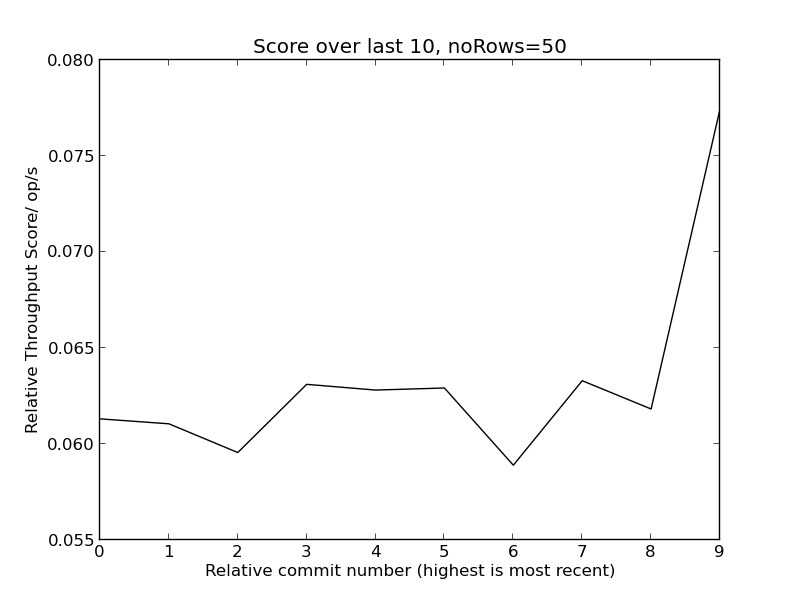 Score over last 10, noRows=50
0.080
0.075
0.070
0.065
0.060
0.055
Relative Throughput Score/ op/s
0 1 2 3 4 5 6 7 8 9
Relative commit number (highest is most recent)